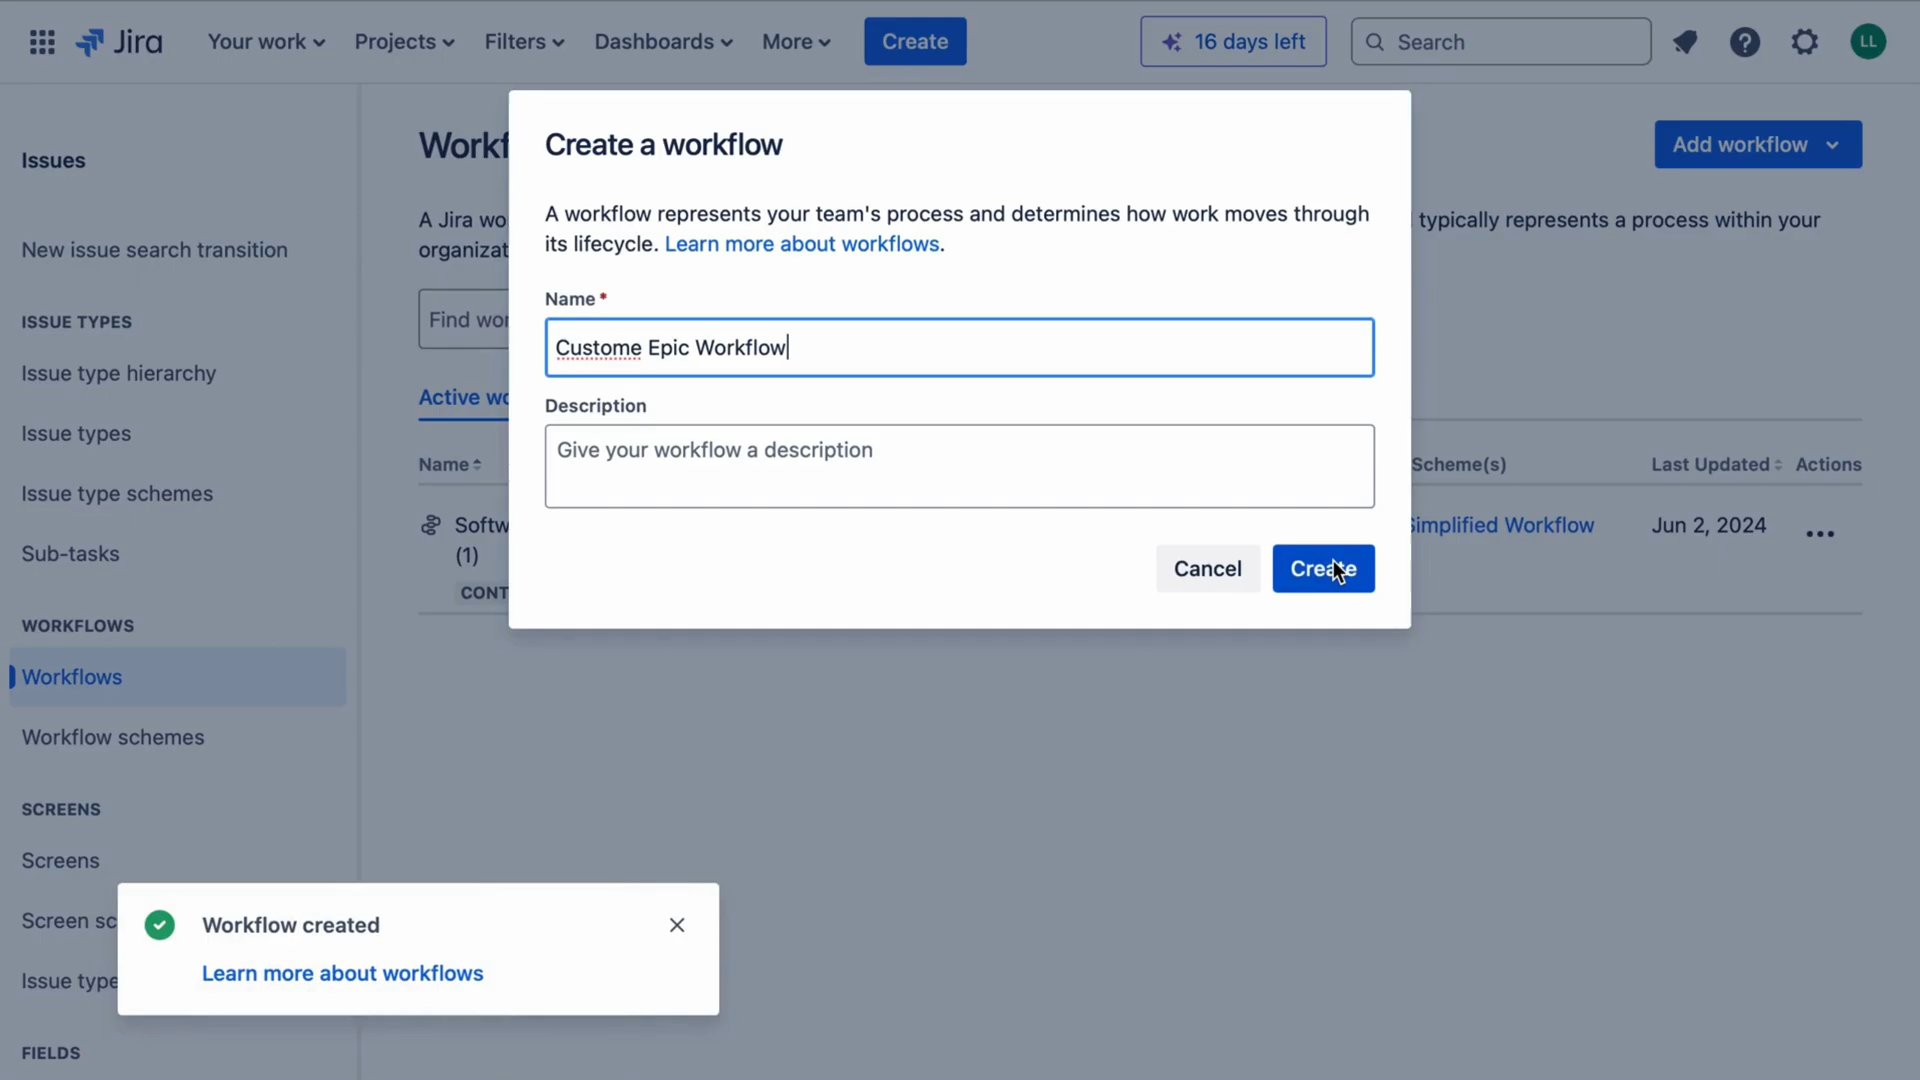 Jira
Your work
Projects
Filters
Dashboards
More
Create
16 days left
Search
LL
Issues
New issue search transition
ISSUE TYPES
Issue type hierarchy
Issue types
Issue type schemes
Sub-tasks
WORKFLOWS
Workflows
Workflow schemes
SCREENS
Screens
Screen sc
Issue type
FIELDS
Workf
Add workflow
A Jira wo
typically represents a process within your
organizat
Find wor
Active wo
Name
Scheme(s)
Last Updated
Actions
Softw
(1)
CONT
Simplified Workflow
Jun 2, 2024
Create a workflow
A workflow represents your team's process and determines how work moves through
its lifecycle. Learn more about workflows.
Name *
Custome Epic Workflow
Description
Give your workflow a description
Cancel
Create
Workflow created
Learn more about workflows